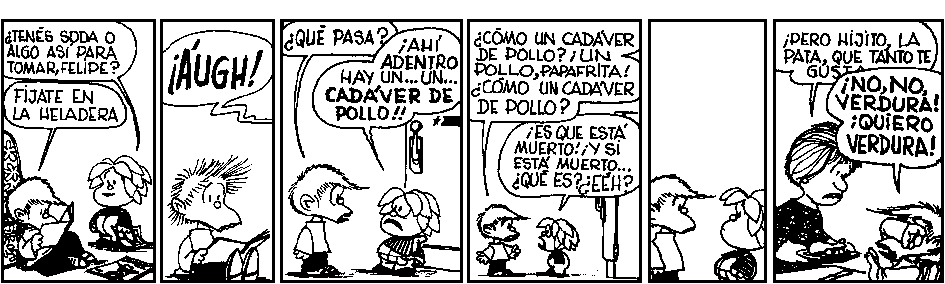 ¿TENÉS SODA O
ALGO ASÍ PARA
TOMAR, FELIPE?
FÍJATE EN
LA HELADERA
¡AUGH!
¿QUÉ PASA?
¡AHÍ
ADENTRO
HAY UN...UN...
CADÁVER DE
POLLO!!
¿CÓMO UN CADÁVER
DE POLLO? ¡UN
POLLO, PAPAFRITA!
¿CÓMO UN CADÁVER
DE POLLO?
¡ES QUE ESTÁ
MUERTO! ¡Y SI
ESTÁ MUERTO...
¿QUÉ ES? ¿EEH?
¡PERO HIJITO, LA
PATA, QUE TANTO TE
GUSTA
¡NO, NO,
VERDURA!
¡QUIERO
VERDURA!